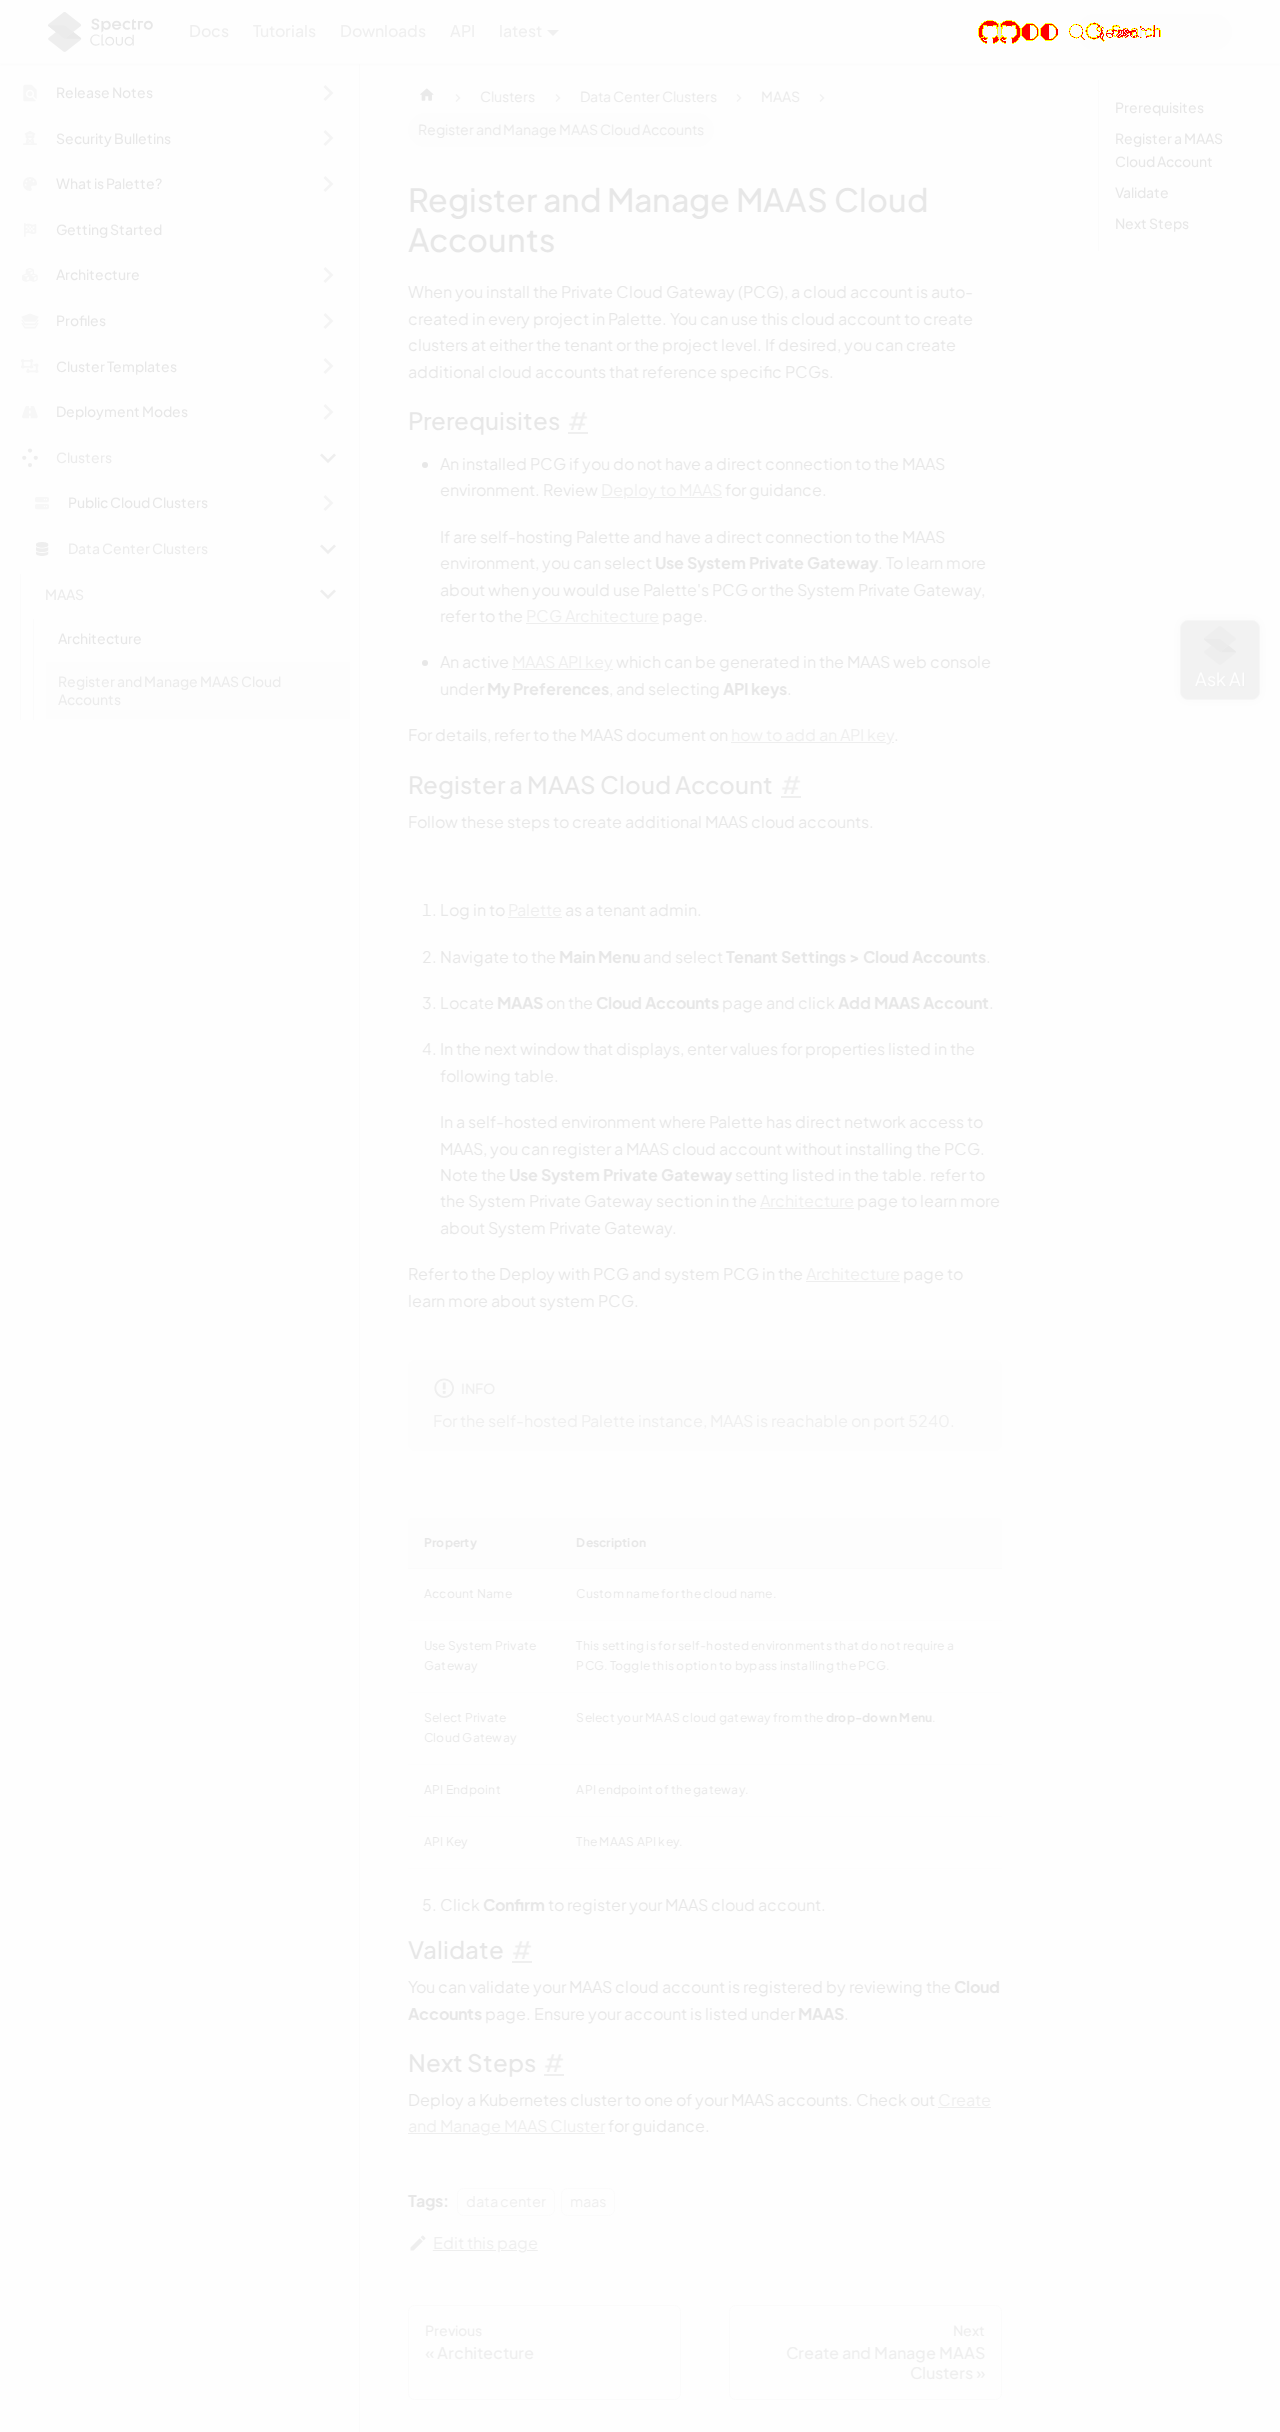 Spectro
Cloud
Docs
Tutorials
Downloads
API
latest
Release Notes
Security Bulletins
What is Palette?
Getting Started
Architecture
Profiles
Cluster Templates
Deployment Modes
Clusters
Public Cloud Clusters
Data Center Clusters
MAAS
Architecture
Register and Manage MAAS Cloud
Accounts
Clusters
Data Center Clusters
MAAS
Register and Manage MAAS Cloud Accounts
Register and Manage MAAS Cloud
Accounts
When you install the Private Cloud Gateway (PCG), a cloud account is auto-
created in every project in Palette. You can use this cloud account to create
clusters at either the tenant or the project level. If desired, you can create
additional cloud accounts that reference specific PCGs.
Prerequisites #
• An installed PCG if you do not have a direct connection to the MAAS
environment. Review Deploy to MAAS for guidance.
If are self-hosting Palette and have a direct connection to the MAAS
environment, you can select Use System Private Gateway. To learn more
about when you would use Palette's PCG or the System Private Gateway,
refer to the PCG Architecture page.
• An active MAAS API key which can be generated in the MAAS web console
under My Preferences, and selecting API keys.
For details, refer to the MAAS document on how to add an API key.
Register a MAAS Cloud Account #
Follow these steps to create additional MAAS cloud accounts.
1. Log in to Palette as a tenant admin.
2. Navigate to the Main Menu and select Tenant Settings > Cloud Accounts.
3. Locate MAAS on the Cloud Accounts page and click Add MAAS Account.
4. In the next window that displays, enter values for properties listed in the
following table.
In a self-hosted environment where Palette has direct network access to
MAAS, you can register a MAAS cloud account without installing the PCG.
Note the Use System Private Gateway setting listed in the table. refer to
the System Private Gateway section in the Architecture page to learn more
about System Private Gateway.
Refer to the Deploy with PCG and system PCG in the Architecture page to
learn more about system PCG.
INFO
For the self-hosted Palette instance, MAAS is reachable on port 5240.
Property Description
Account Name Custom name for the cloud name.
Use System Private
Gateway
This setting is for self-hosted environments that do not require a
PCG. Toggle this option to bypass installing the PCG.
Select Private
Cloud Gateway
Select your MAAS cloud gateway from the drop-down Menu.
API Endpoint API endpoint of the gateway.
API Key The MAAS API key.
5. Click Confirm to register your MAAS cloud account.
Validate #
You can validate your MAAS cloud account is registered by reviewing the Cloud
Accounts page. Ensure your account is listed under MAAS.
Next Steps #
Deploy a Kubernetes cluster to one of your MAAS accounts. Check out Create
and Manage MAAS Cluster for guidance.
Tags: data center maas
Edit this page
Previous
« Architecture
Next
Create and Manage MAAS
Clusters »
Prerequisites
Register a MAAS
Cloud Account
Validate
Next Steps
Ask AI